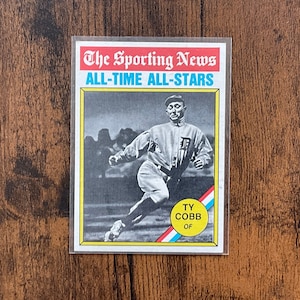 The Sporting News
ALL-TIME ALL-STARS
D
TY
COBB
OF